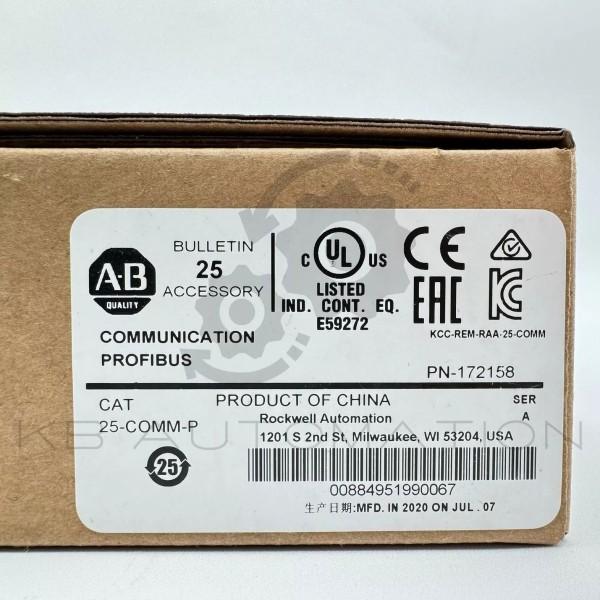 A-B
QUALITY
BULLETIN
25
ACCESSORY
COMMUNICATION
PROFIBUS
C UL US
LISTED
IND. CONT. EQ.
E59272
CE
EAC
KC
KCC-REM-RAA-25-COMM
PN-172158
CAT
25-COMM-P
25
PRODUCT OF CHINA
Rockwell Automation
1201 S 2nd St, Milwaukee, WI 53204, USA
SER
A
00884951990067
生产日期:MFD. IN 2020 ON JUL . 07
KB AUTOMATION